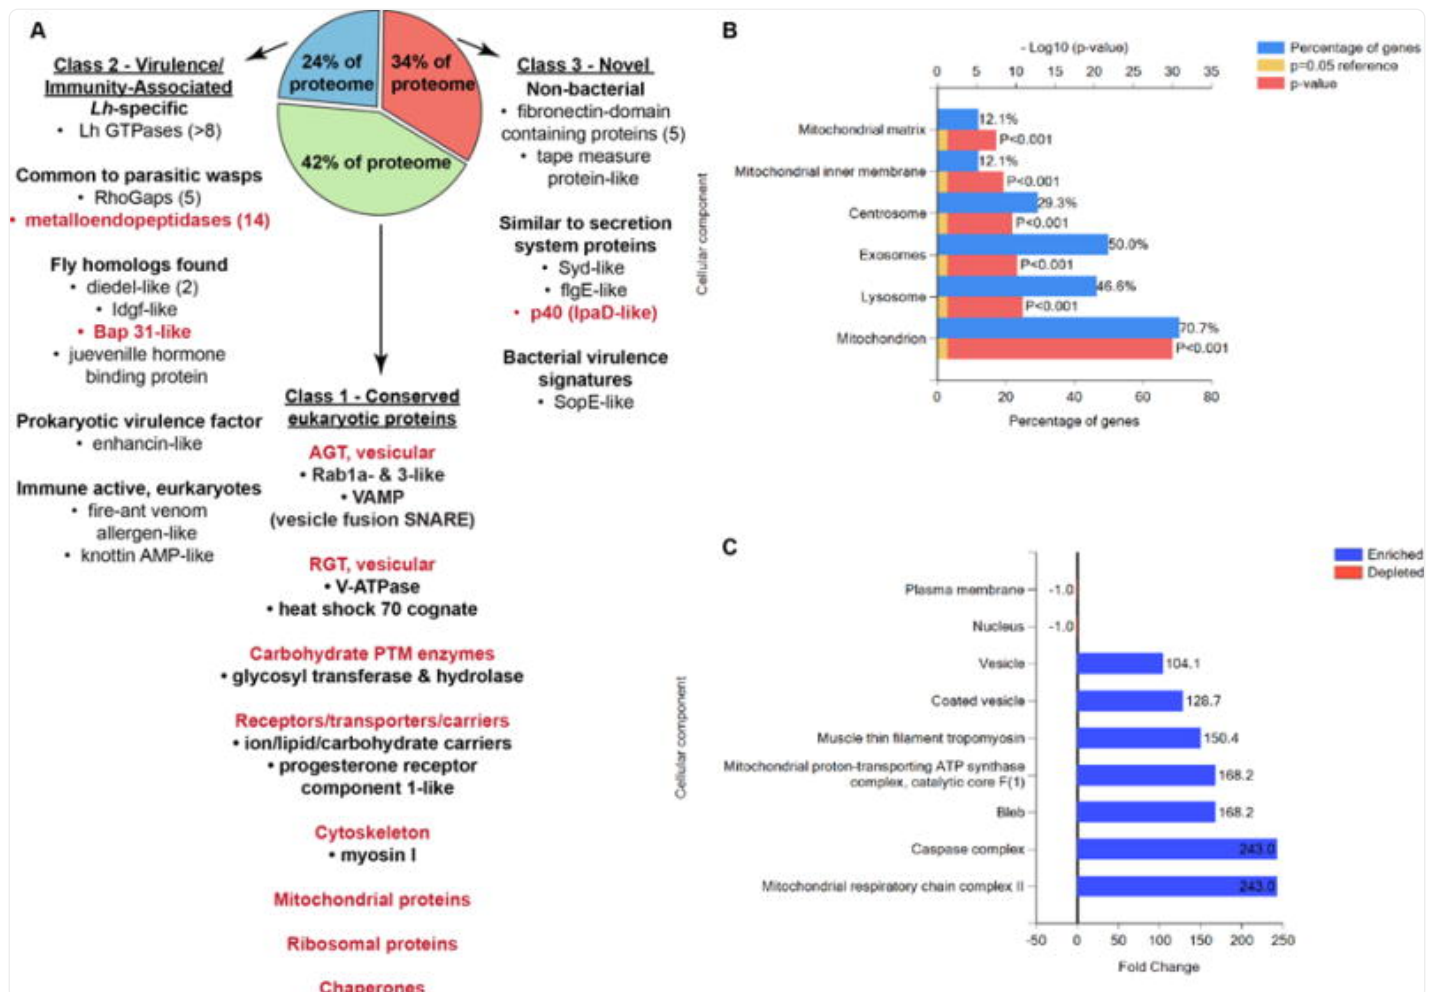 A
Class 2 - Virulence/
Immunity-Associated
Lh-specific
• Lh GTPases (>8)
Common to parasitic wasps
• RhoGaps (5)
• metalloendopeptidases (14)
Fly homologs found
• diedel-like (2)
• Idgf-like
• Bap 31-like
• juevenille hormone
binding protein
Prokaryotic virulence factor
• enhancin-like
Immune active, eurkaryotes
• fire-ant venom
allergen-like
• knottin AMP-like
24% of
proteome
34% of
proteome
42% of proteome
Class 3 - Novel
Non-bacterial
• fibronectin-domain
containing proteins (5)
• tape measure
protein-like
Similar to secretion
system proteins
• Syd-like
• flgE-like
• p40 (IpaD-like)
Bacterial virulence
signatures
• SopE-like
Class 1 - Conserved
eukaryotic proteins
AGT, vesicular
• Rab1a- & 3-like
• VAMP
(vesicle fusion SNARE)
RGT, vesicular
• V-ATPase
• heat shock 70 cognate
Carbohydrate PTM enzymes
• glycosyl transferase & hydrolase
Receptors/transporters/carriers
• ion/lipid/carbohydrate carriers
• progesterone receptor
component 1-like
Cytoskeleton
• myosin I
Mitochondrial proteins
Ribosomal proteins
Chaperones
B
- Log10 (p-value)
0 5 10 15 20 25 30 35
Percentage of genes
p=0.05 reference
p-value
Cellular component
Mitochondrial matrix
12.1%
P<0.001
Mitochondrial inner membrane
12.1%
P<0.001
Centrosome
29.3%
P<0.001
Exosomes
50.0%
P<0.001
Lysosome
46.6%
P<0.001
Mitochondrion
70.7%
P<0.001
0 20 40 60 80
Percentage of genes
C
Enriched
Depleted
Cellular component
Plasma membrane -1.0
Nucleus -1.0
Vesicle 104.1
Coated vesicle 128.7
Muscle thin filament tropomyosin 150.4
Mitochondrial proton-transporting ATP synthase
complex, catalytic core F(1) 168.2
Bleb 168.2
Caspase complex 243.0
Mitochondrial respiratory chain complex II 243.0
-50 0 50 100 150 200 250
Fold Change